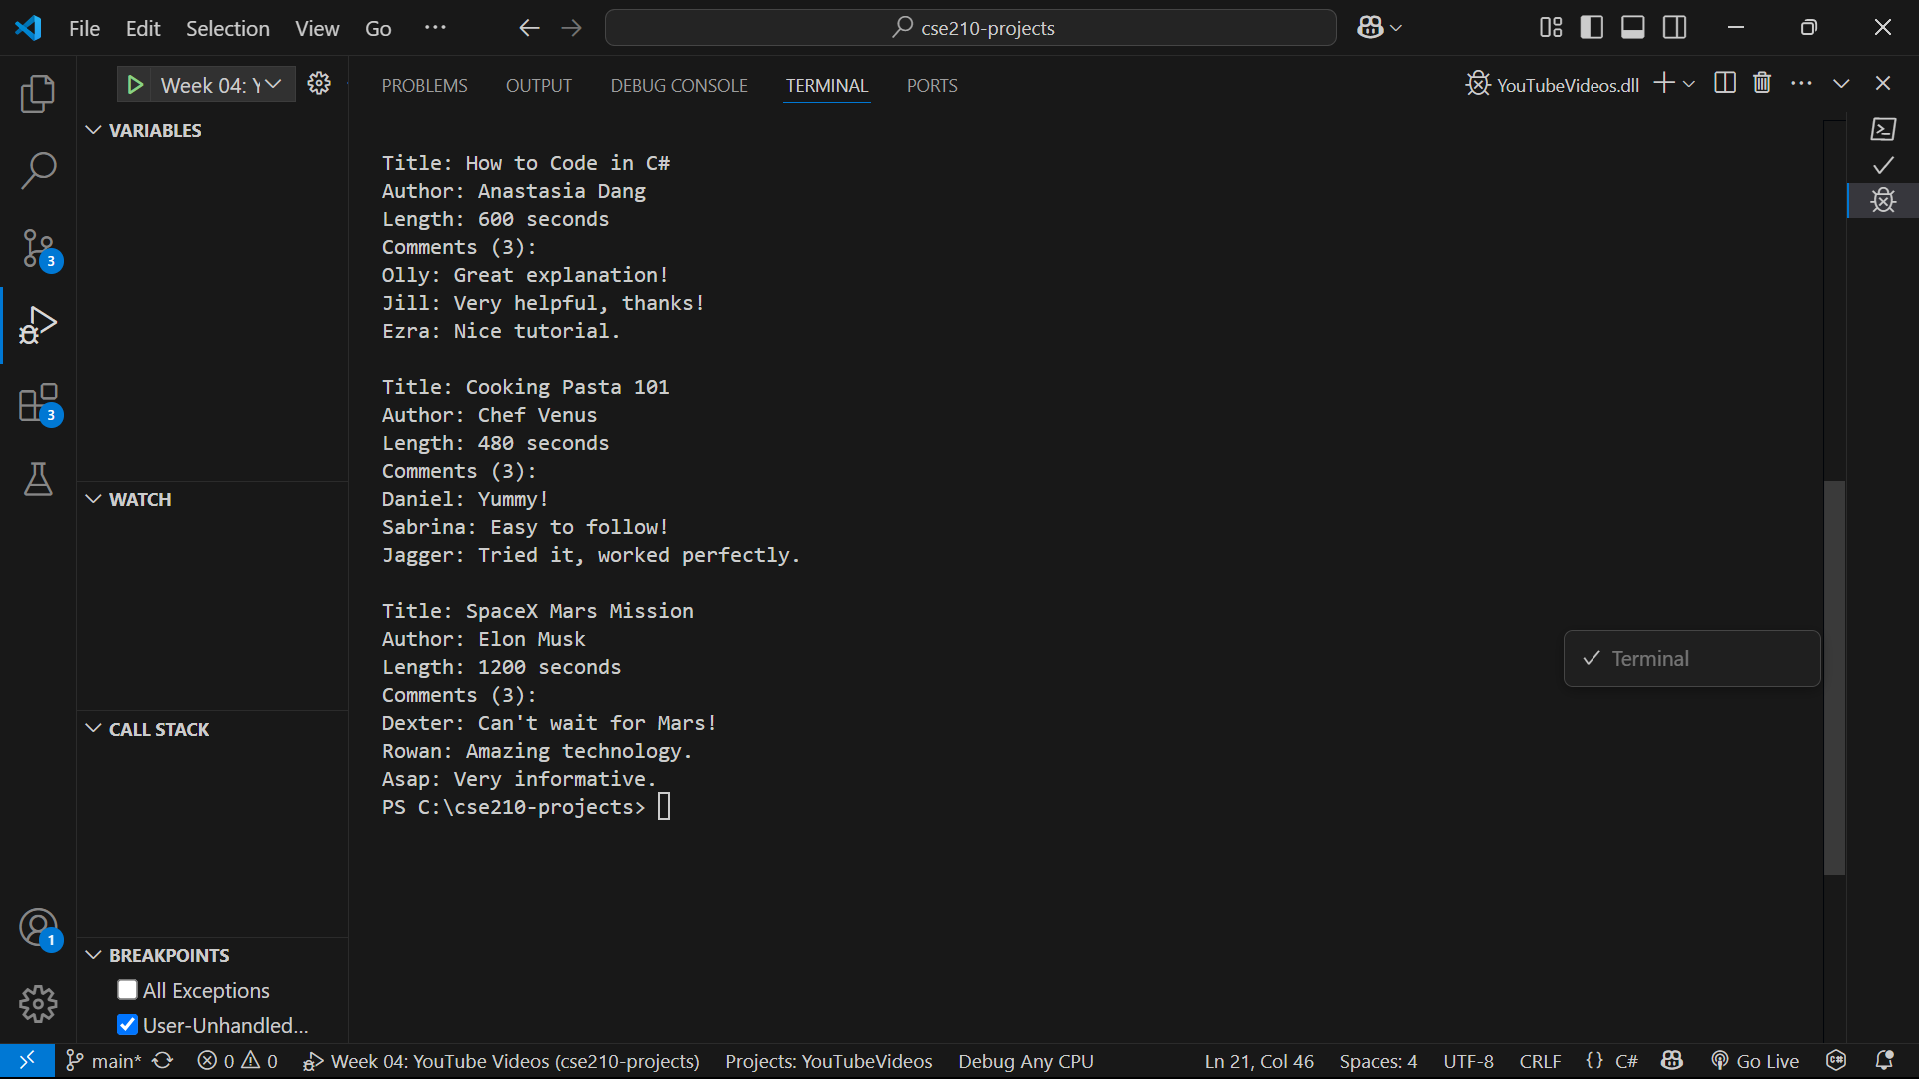 File Edit Selection View Go ··· cse210-projects
Week 04: Y
PROBLEMS OUTPUT DEBUG CONSOLE TERMINAL PORTS YouTubeVideos.dll
VARIABLES
WATCH
CALL STACK
BREAKPOINTS
All Exceptions
User-Unhandled...
3
3
1
Title: How to Code in C#
Author: Anastasia Dang
Length: 600 seconds
Comments (3):
Olly: Great explanation!
Jill: Very helpful, thanks!
Ezra: Nice tutorial.
Title: Cooking Pasta 101
Author: Chef Venus
Length: 480 seconds
Comments (3):
Daniel: Yummy!
Sabrina: Easy to follow!
Jagger: Tried it, worked perfectly.
Title: SpaceX Mars Mission
Author: Elon Musk
Length: 1200 seconds
Comments (3):
Dexter: Can't wait for Mars!
Rowan: Amazing technology.
Asap: Very informative.
PS C:\cse210-projects>
Terminal
main* 0 0 Week 04: YouTube Videos (cse210-projects) Projects: YouTubeVideos Debug Any CPU Ln 21, Col 46 Spaces: 4 UTF-8 CRLF {} C# Go Live